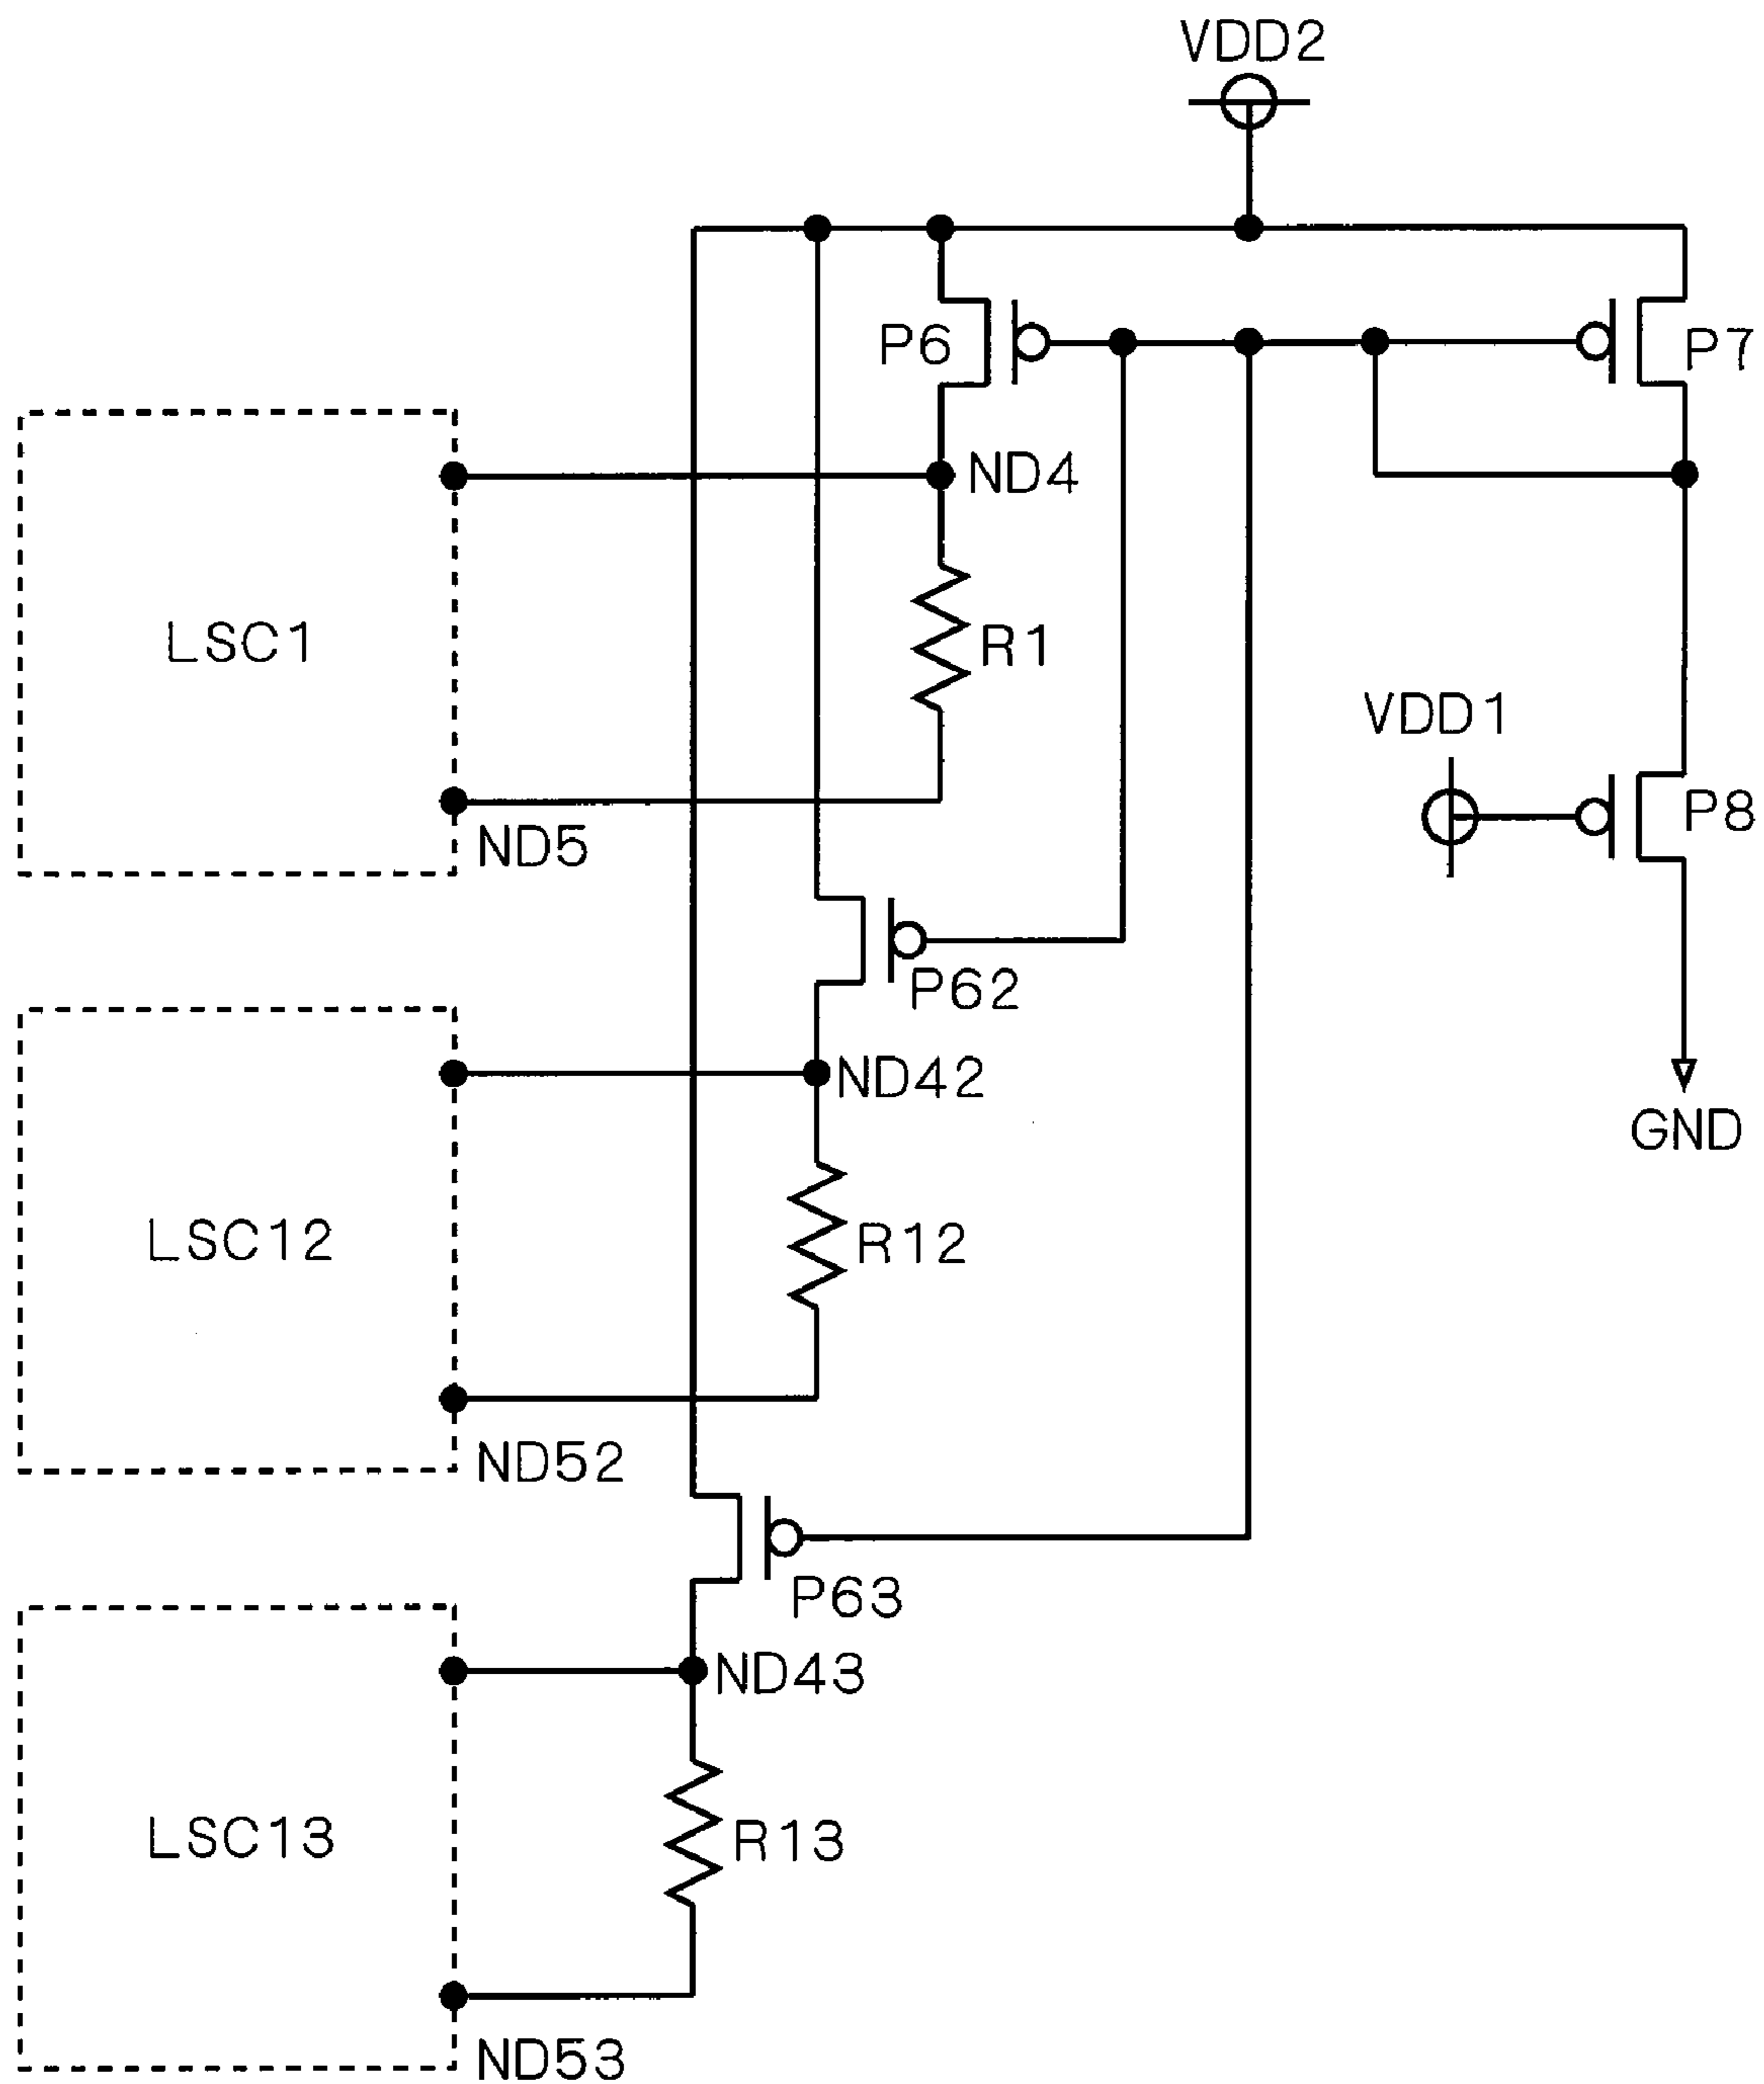 VDD2
P6
P7
ND4
LSC1
R1
VDD1
P8
ND5
P62
ND42
GND
LSC12
R12
ND52
P63
ND43
LSC13
R13
ND53